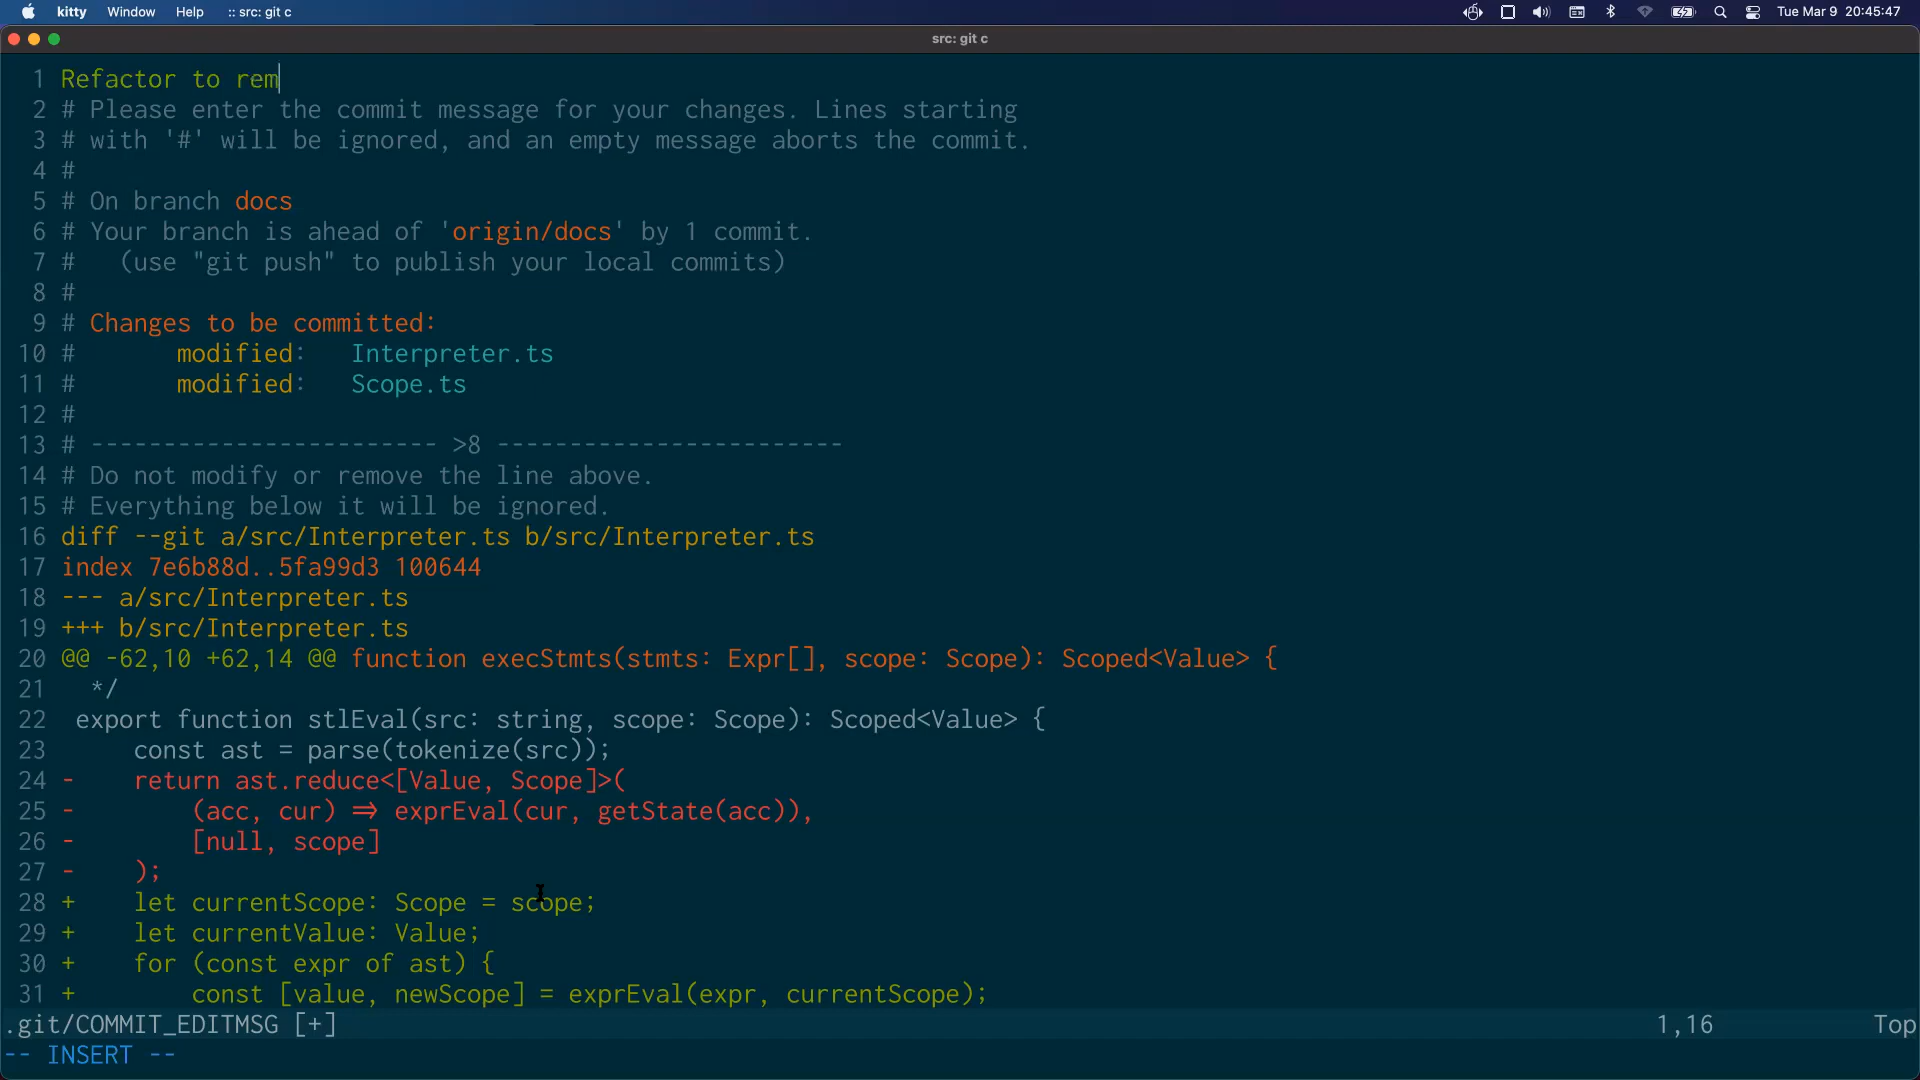 kitty Window Help :: src: git c Tue Mar 9 20:45:47
src: git c
1 Refactor to rem
2 # Please enter the commit message for your changes. Lines starting
3 # with '#' will be ignored, and an empty message aborts the commit.
4 #
5 # On branch docs
6 # Your branch is ahead of 'origin/docs' by 1 commit.
7 #   (use "git push" to publish your local commits)
8 #
9 # Changes to be committed:
10 #       modified:   Interpreter.ts
11 #       modified:   Scope.ts
12 #
13 # ------------------------ >8 ------------------------
14 # Do not modify or remove the line above.
15 # Everything below it will be ignored.
16 diff --git a/src/Interpreter.ts b/src/Interpreter.ts
17 index 7e6b88d..5fa99d3 100644
18 --- a/src/Interpreter.ts
19 +++ b/src/Interpreter.ts
20 @@ -62,10 +62,14 @@ function execStmts(stmts: Expr[], scope: Scope): Scoped<Value> {
21   */
22  export function stlEval(src: string, scope: Scope): Scoped<Value> {
23      const ast = parse(tokenize(src));
24 -    return ast.reduce<[Value, Scope]>(
25 -        (acc, cur) => exprEval(cur, getState(acc)),
26 -        [null, scope]
27 -    );
28 +    let currentScope: Scope = scope;
29 +    let currentValue: Value;
30 +    for (const expr of ast) {
31 +        const [value, newScope] = exprEval(expr, currentScope);
.git/COMMIT_EDITMSG [+] 1,16 Top
-- INSERT --